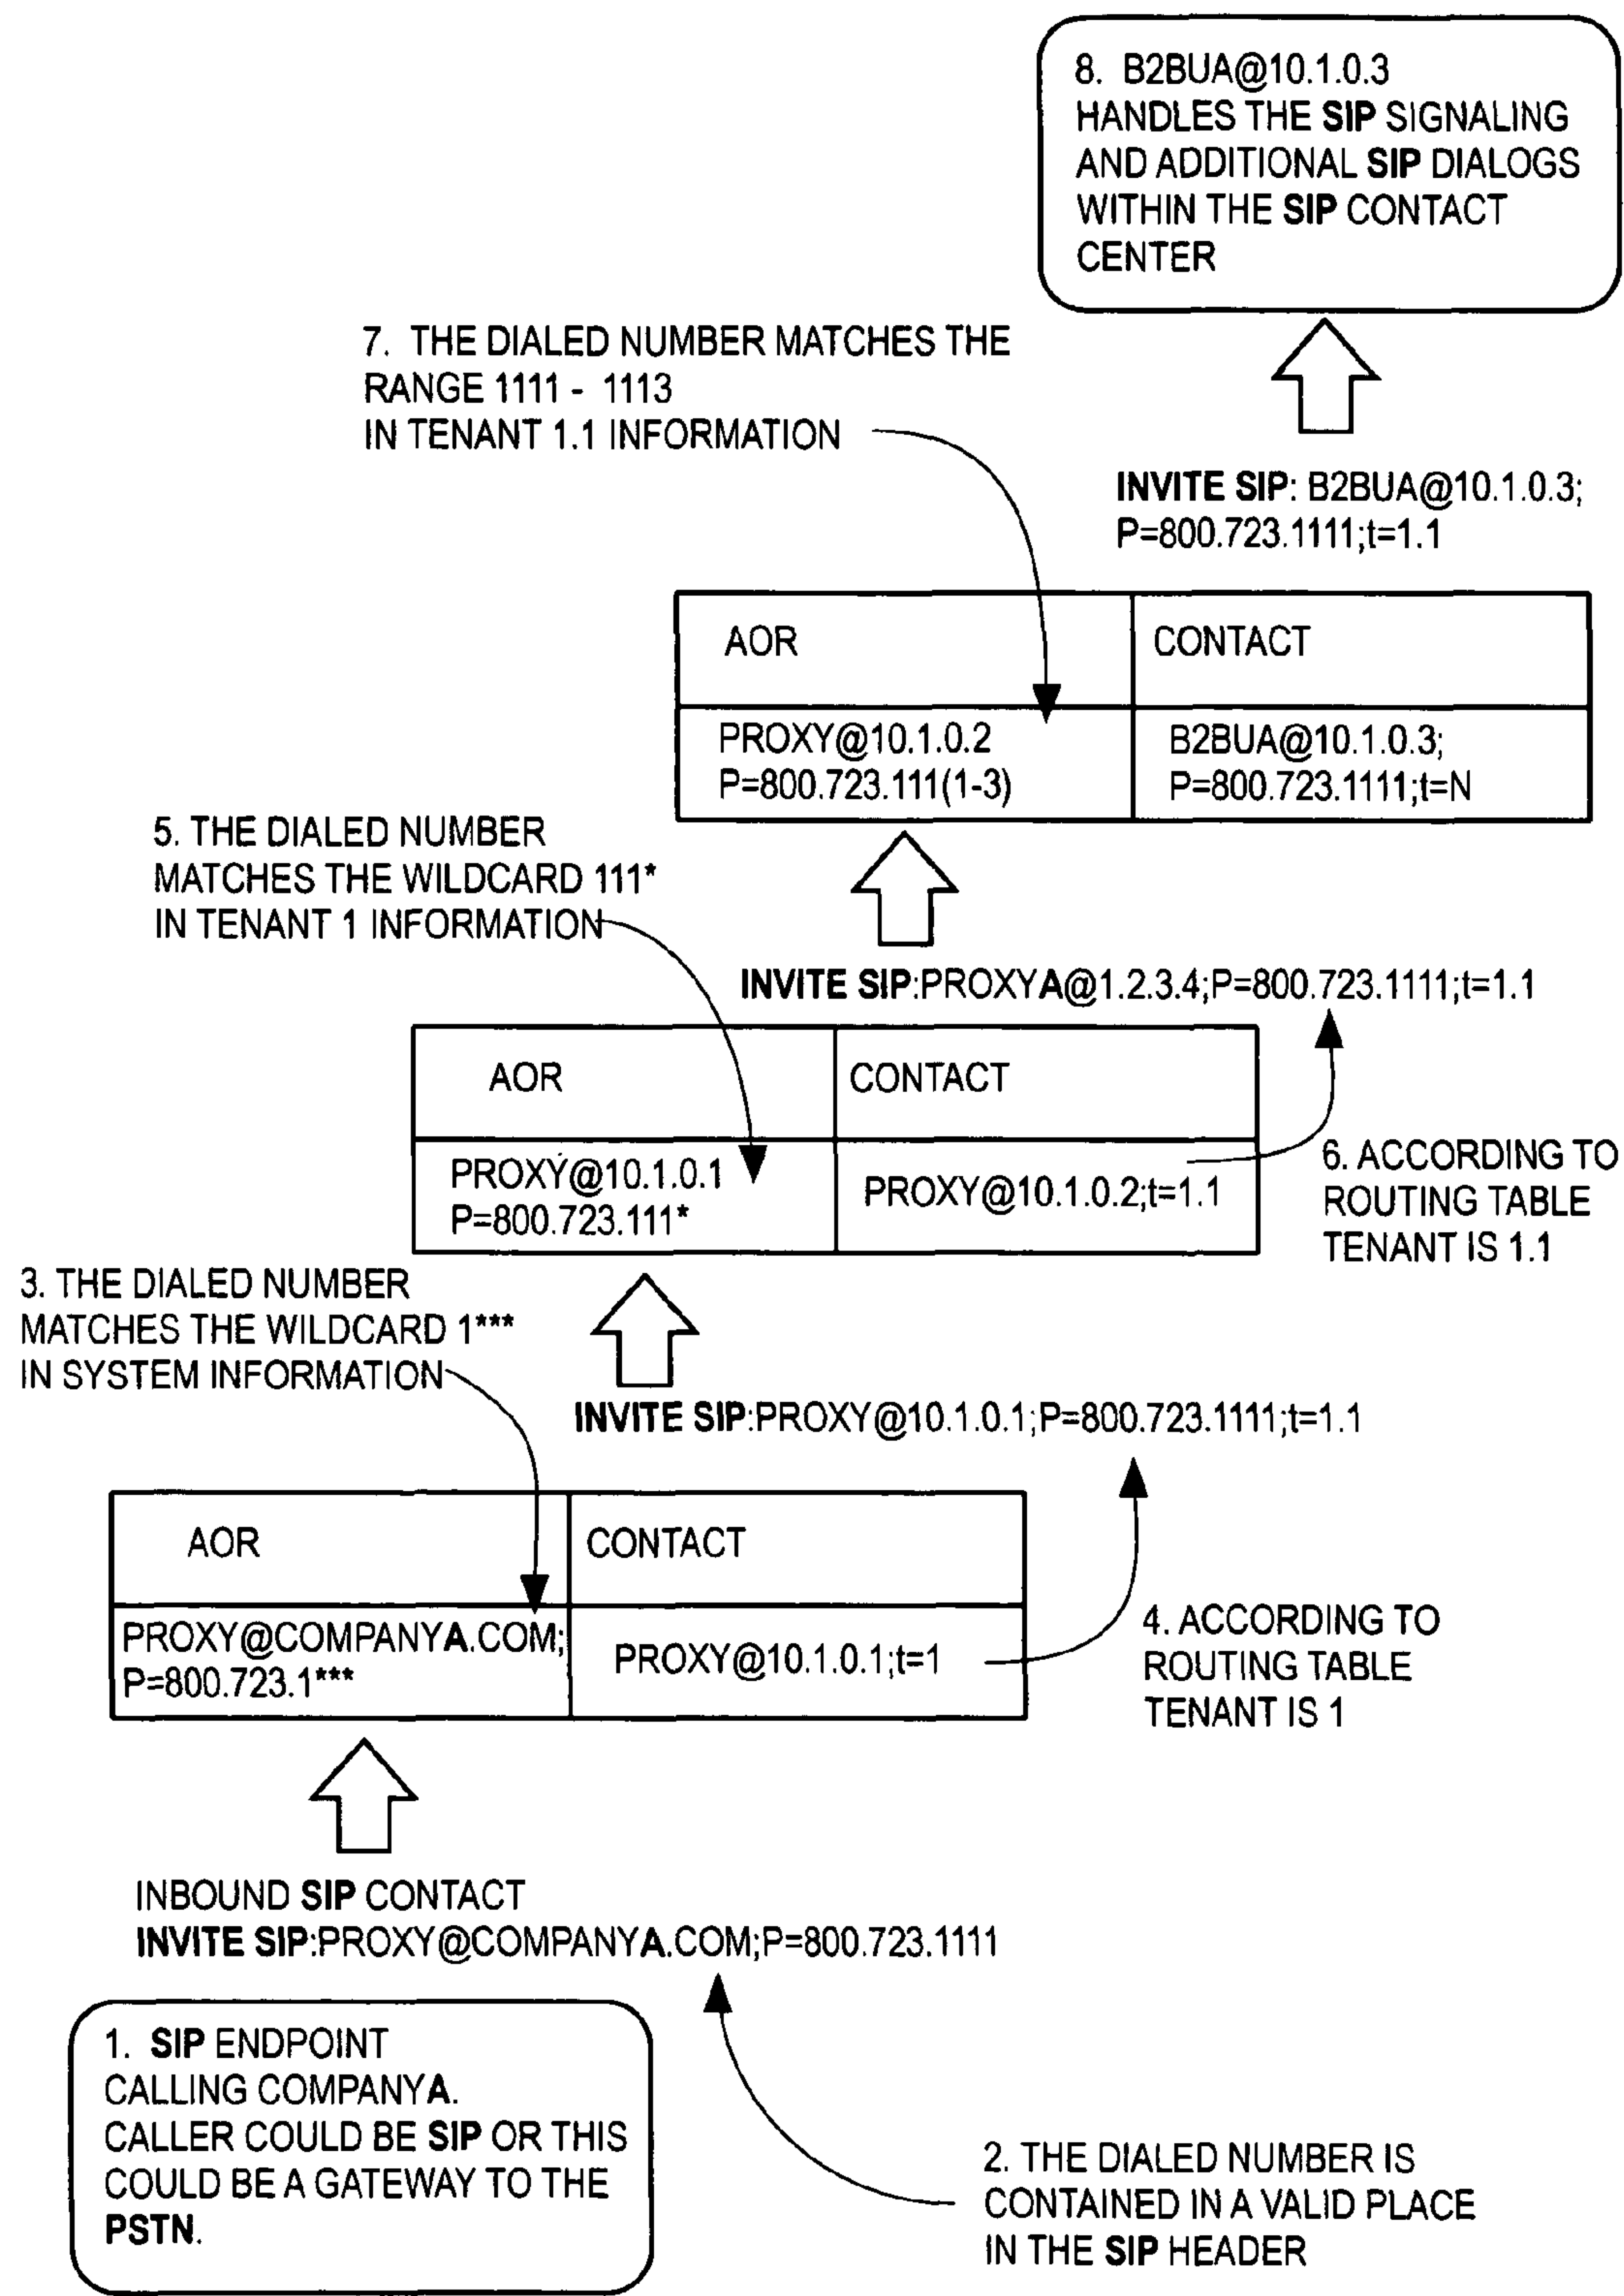 8. B2BUA@10.1.0.3
HANDLES THE SIP SIGNALING
AND ADDITIONAL SIP DIALOGS
WITHIN THE SIP CONTACT
CENTER
7. THE DIALED NUMBER MATCHES THE
RANGE 1111 - 1113
IN TENANT 1.1 INFORMATION
INVITE SIP: B2BUA@10.1.0.3;
P=800.723.1111;t=1.1
AOR
CONTACT
PROXY@10.1.0.2
P=800.723.111(1-3)
B2BUA@10.1.0.3;
P=800.723.1111;t=N
5. THE DIALED NUMBER
MATCHES THE WILDCARD 111*
IN TENANT 1 INFORMATION
INVITE SIP:PROXYA@1.2.3.4;P=800.723.1111;t=1.1
AOR
CONTACT
PROXY@10.1.0.1
P=800.723.111*
PROXY@10.1.0.2;t=1.1
6. ACCORDING TO
ROUTING TABLE
TENANT IS 1.1
3. THE DIALED NUMBER
MATCHES THE WILDCARD 1***
IN SYSTEM INFORMATION
INVITE SIP:PROXY@10.1.0.1;P=800.723.1111;t=1.1
AOR
CONTACT
PROXY@COMPANYA.COM;
P=800.723.1***
PROXY@10.1.0.1;t=1
4. ACCORDING TO
ROUTING TABLE
TENANT IS 1
INBOUND SIP CONTACT
INVITE SIP:PROXY@COMPANYA.COM;P=800.723.1111
1. SIP ENDPOINT
CALLING COMPANYA.
CALLER COULD BE SIP OR THIS
COULD BE A GATEWAY TO THE
PSTN.
2. THE DIALED NUMBER IS
CONTAINED IN A VALID PLACE
IN THE SIP HEADER